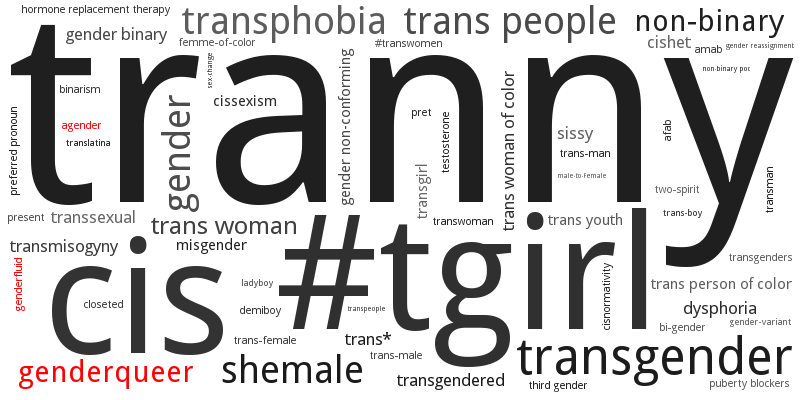 hormone replacement therapy
transphobia
trans people
non-binary
gender binary
femme-of-color
#transwomen
cishet
amab
gender reassignment
sex-change
tranny
non-binary poc
binarism
cissexism
gender non-conforming
gender
preferred pronoun
agender
translatina
pret
testosterone
trans woman of color
sissy
afab
trans-man
male-to-female
transgirl
two-spirit
transman
present
transsexual
trans woman
transwoman
trans youth
trans-boy
transmisogyny
misgender
cis
#tgirl
transgenders
genderfluid
ladyboy
cisnormativity
trans person of color
closeted
demiboy
transpeople
dysphoria
bi-gender
gender-variant
trans-female
trans*
trans-male
transgender
genderqueer
shemale
transgendered
third gender
puberty blockers